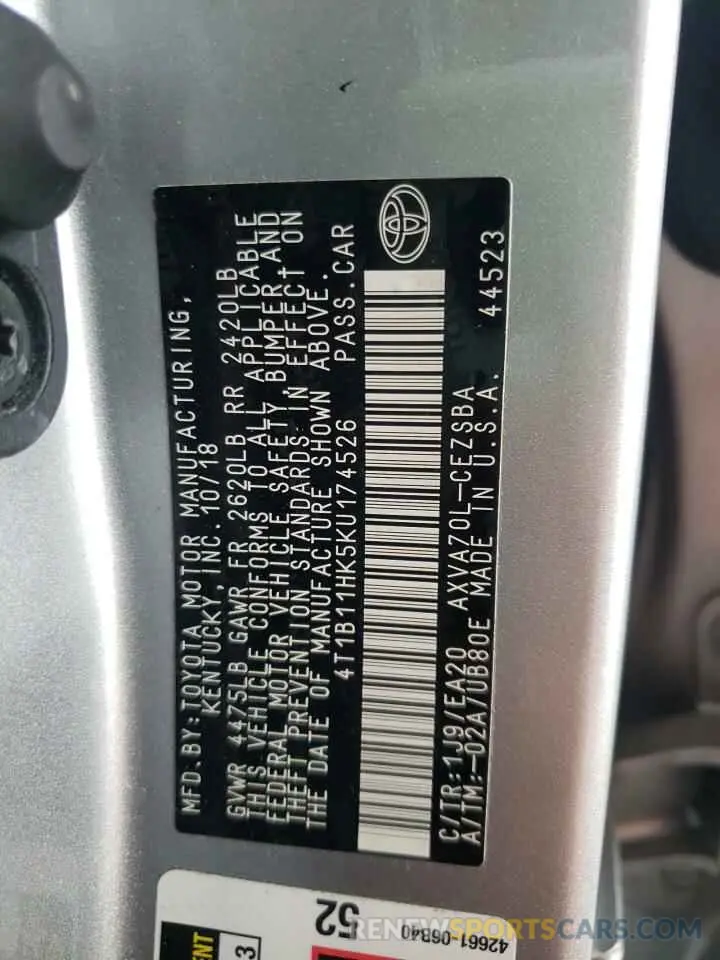 MFD.BY:TOYOTA MOTOR MANUFACTURING,
KENTUCKY, INC.10/18
GVWR 4475LB GAWR FR 2620LB RR 2420LB
THIS VEHICLE CONFORMS TO ALL APPLICABLE
FEDERAL MOTOR VEHICLE SAFETY, BUMPER, AND
THEFT PREVENTION STANDARDS IN EFFECT ON
THE DATE OF MANUFACTURE SHOWN ABOVE.
4T1B11HK5KU174526 PASS.CAR
C/TR:1J9/EA20 AXVA70L-CEZSBA
A/TM:-02A/UB80E MADE IN U.S.A. 44523
52
42661-06B40
3
RENEWSPORTSCARS.COM